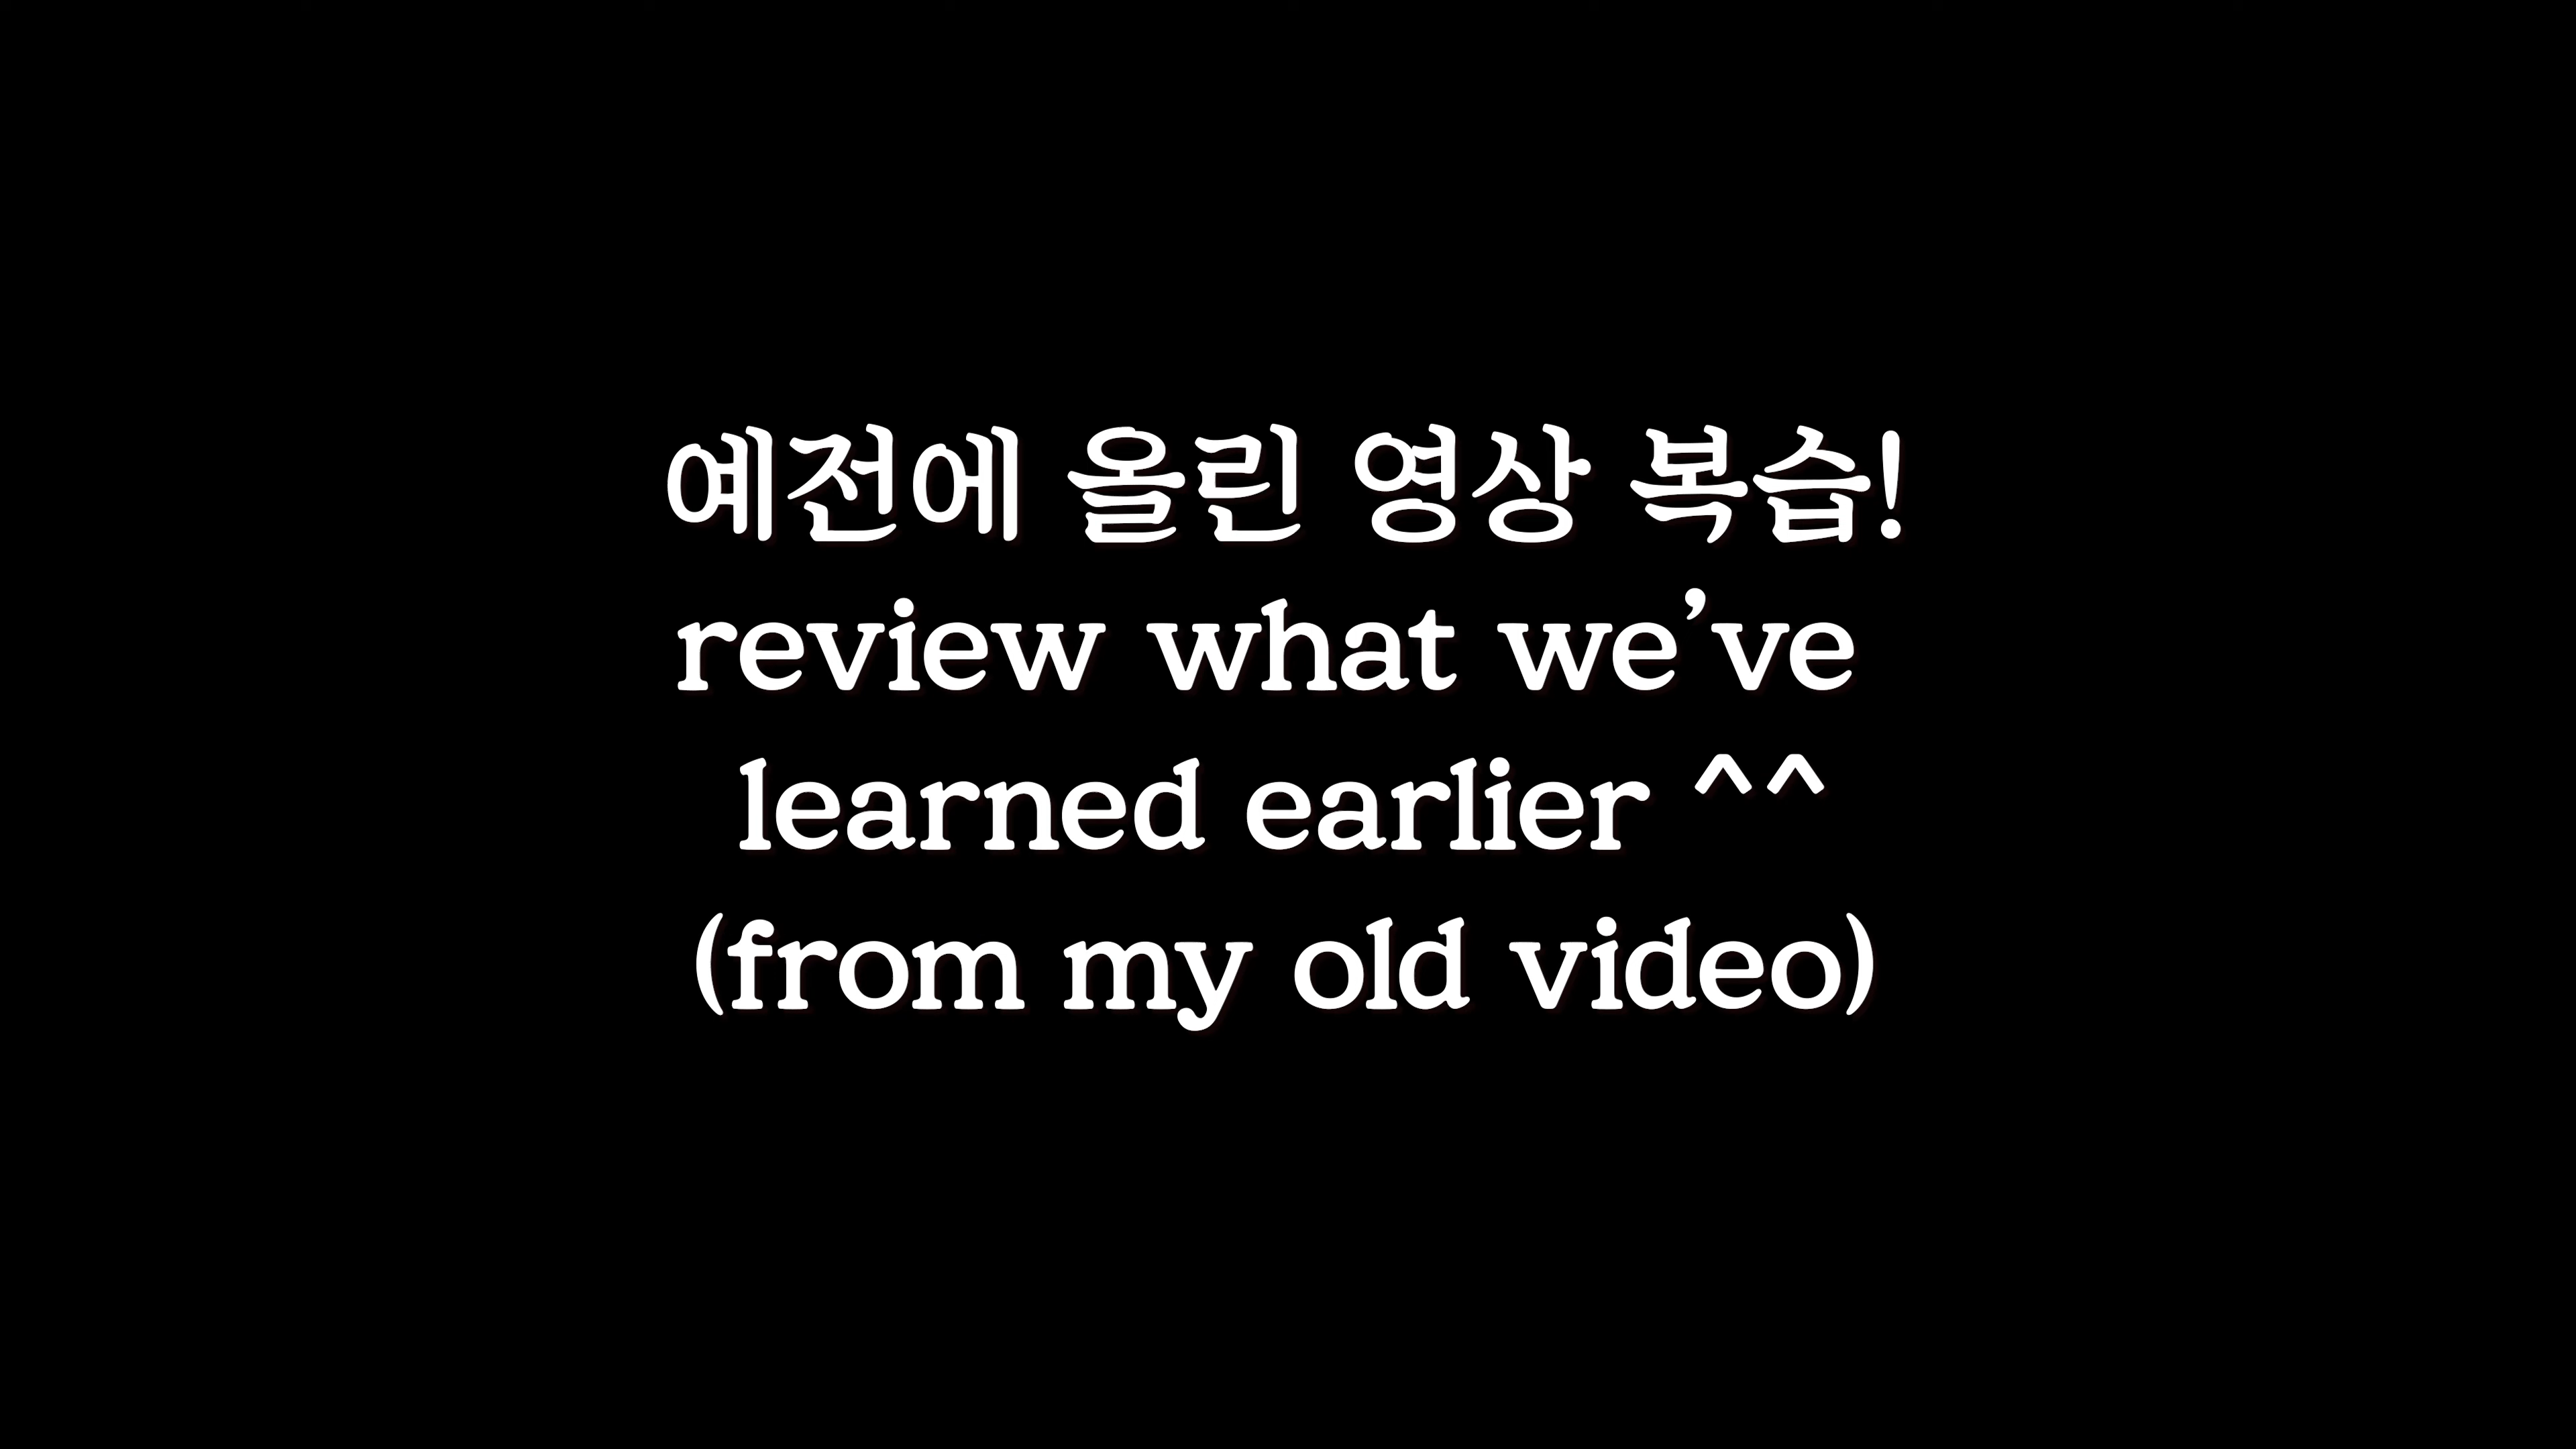 예전에 올린 영상 복습!
review what we’ve
learned earlier ^^
(from my old video)